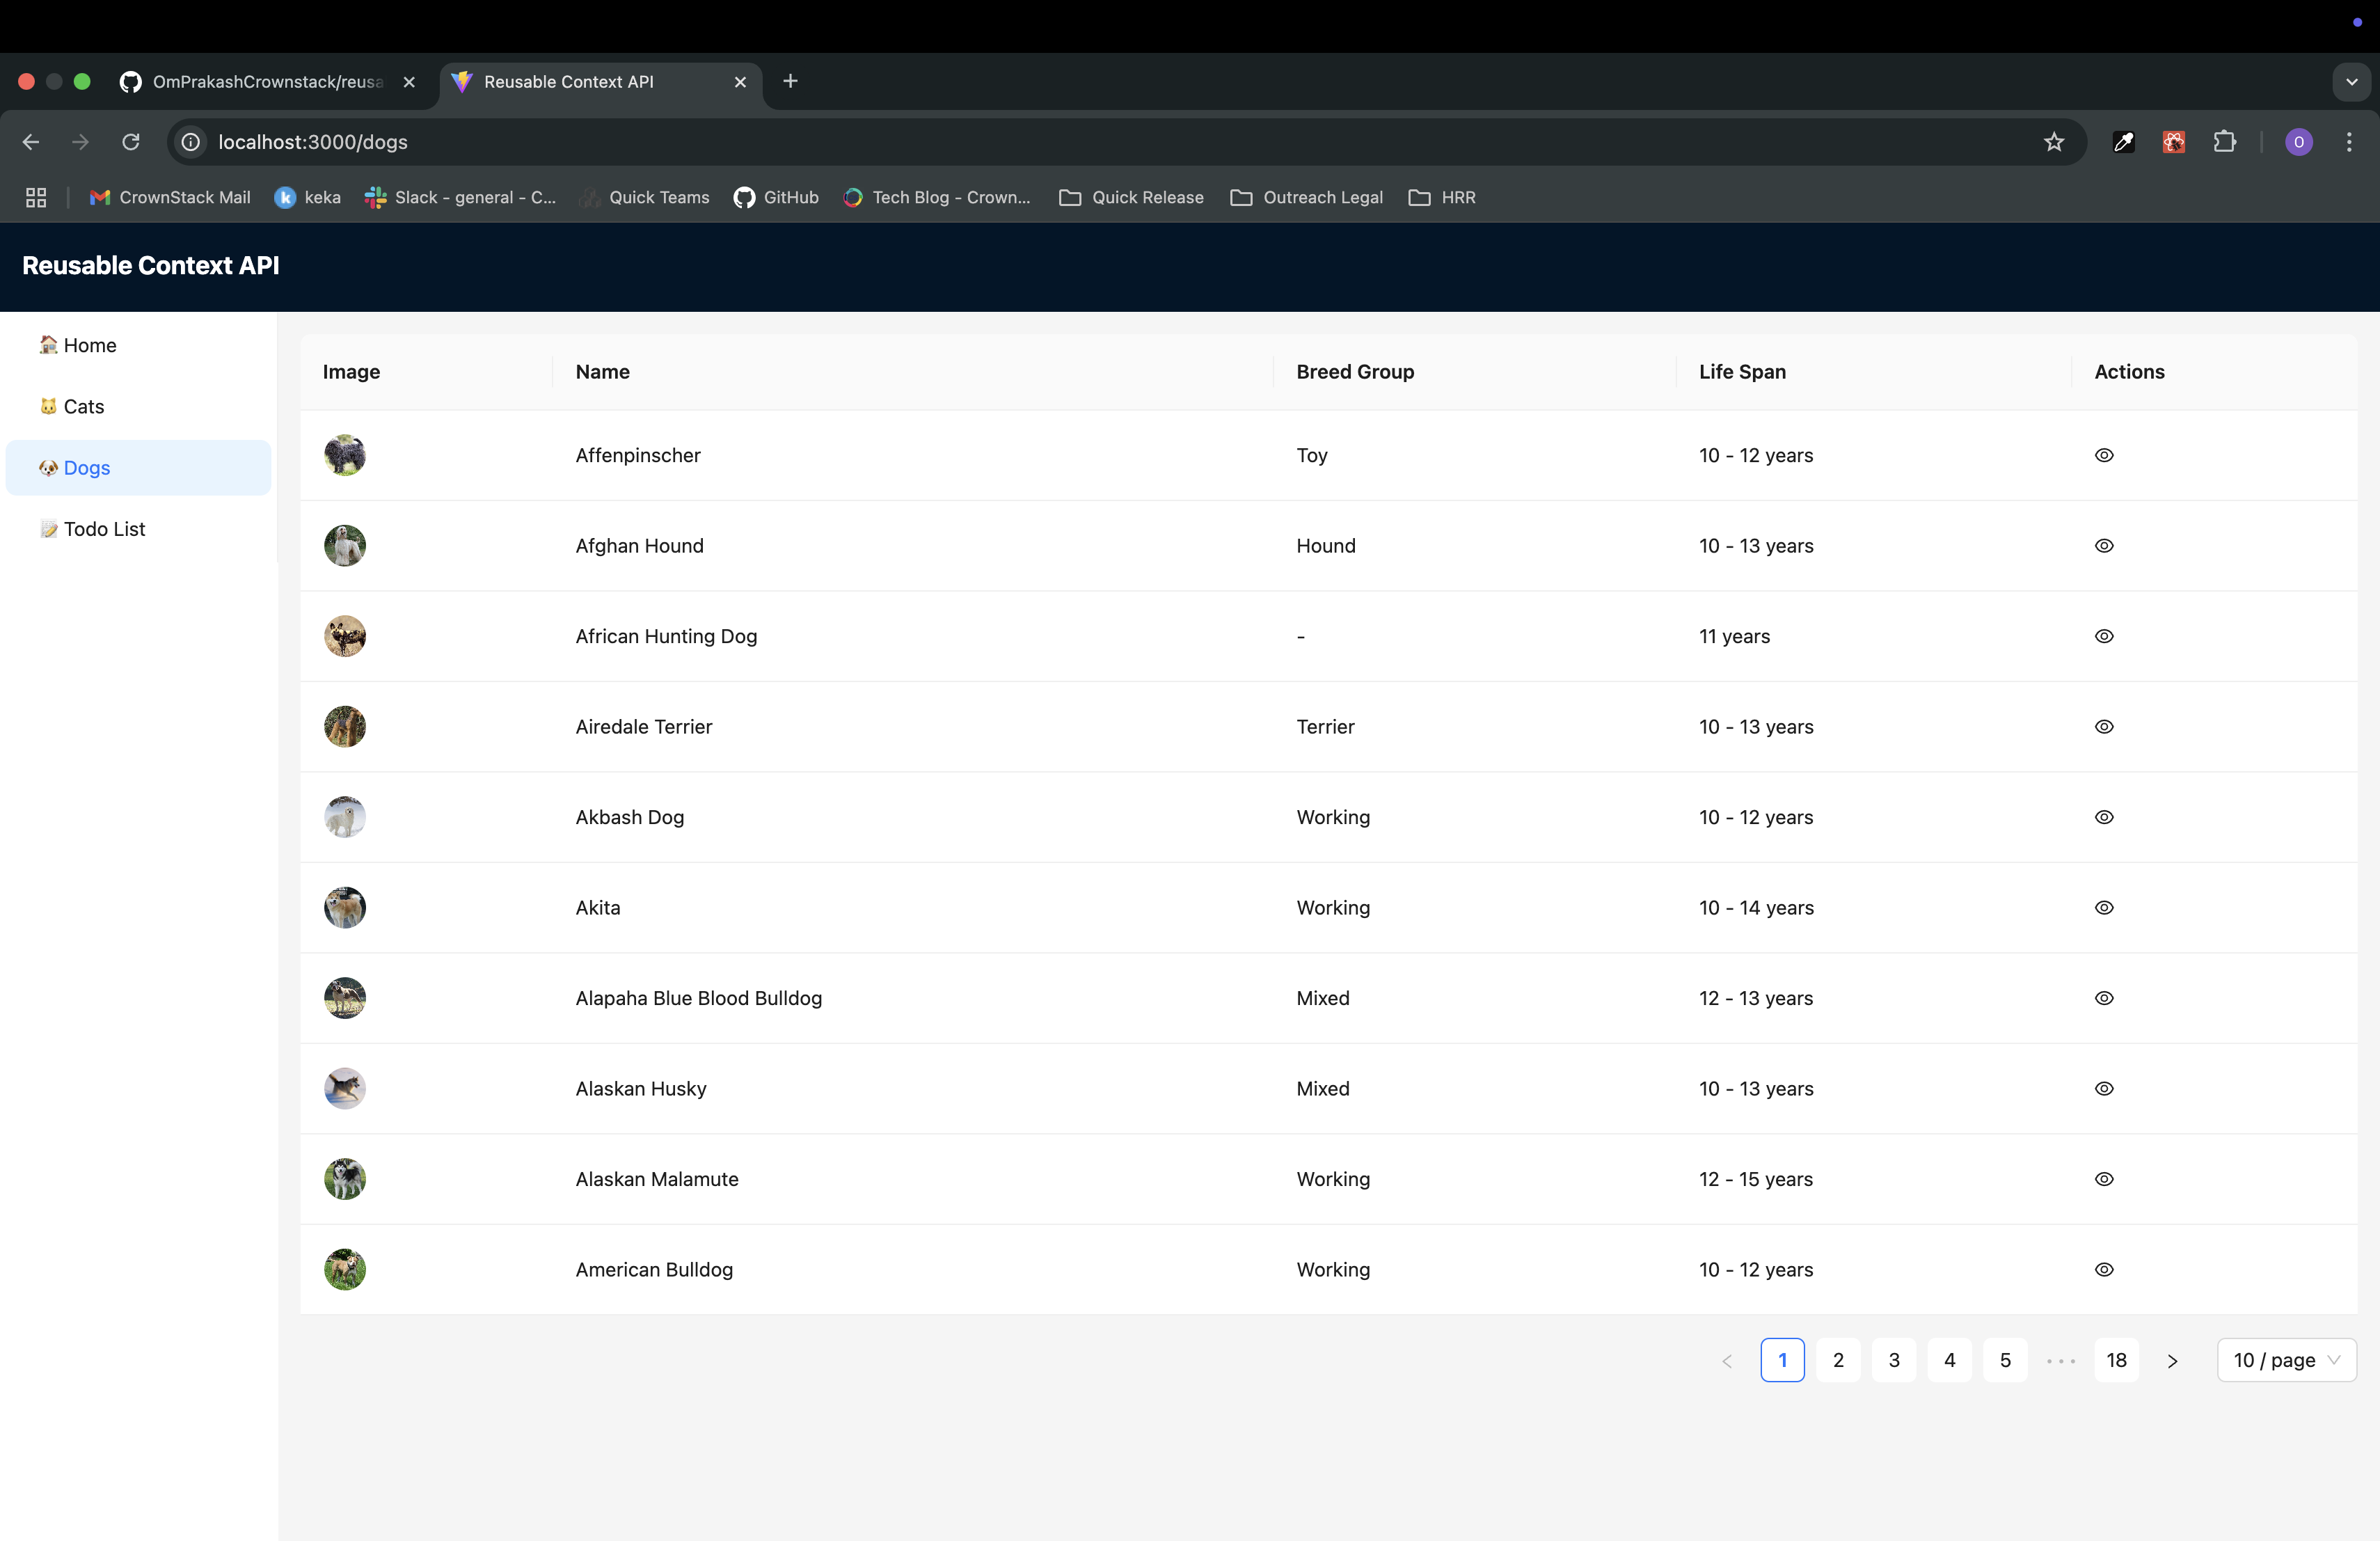 OmPrakashCrownstack/reusa
Reusable Context API
localhost:3000/dogs
O
CrownStack Mail
keka
Slack - general - C...
Quick Teams
GitHub
Tech Blog - Crown...
Quick Release
Outreach Legal
HRR
Reusable Context API
Home
Cats
Dogs
Todo List
Image Name Breed Group Life Span Actions
Affenpinscher Toy 10 - 12 years
Afghan Hound Hound 10 - 13 years
African Hunting Dog - 11 years
Airedale Terrier Terrier 10 - 13 years
Akbash Dog Working 10 - 12 years
Akita Working 10 - 14 years
Alapaha Blue Blood Bulldog Mixed 12 - 13 years
Alaskan Husky Mixed 10 - 13 years
Alaskan Malamute Working 12 - 15 years
American Bulldog Working 10 - 12 years
< 1 2 3 4 5 ••• 18 > 10 / page